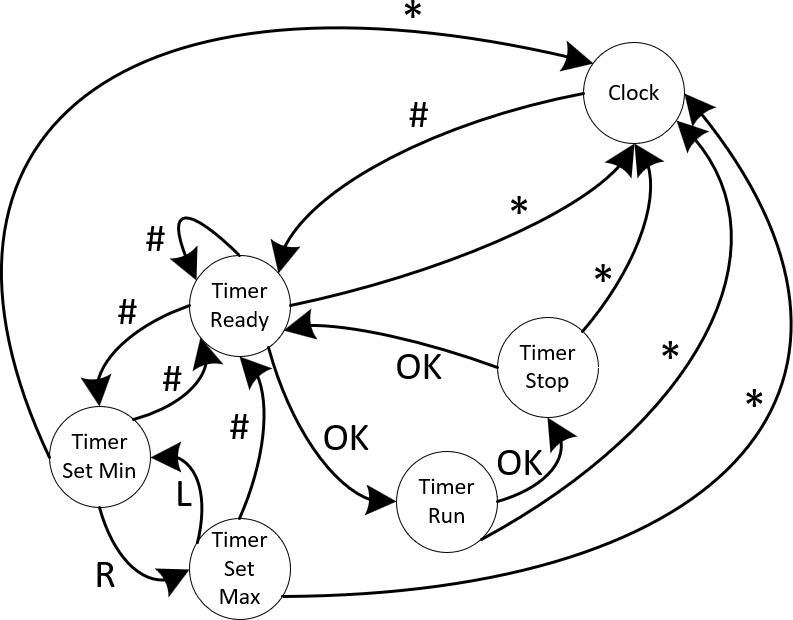 *
Clock
#
*
#
Timer
Ready
#
*
Timer
Stop
OK
#
*
*
#
OK
Timer
Set Min
OK
L
Timer
Run
R
Timer
Set
Max